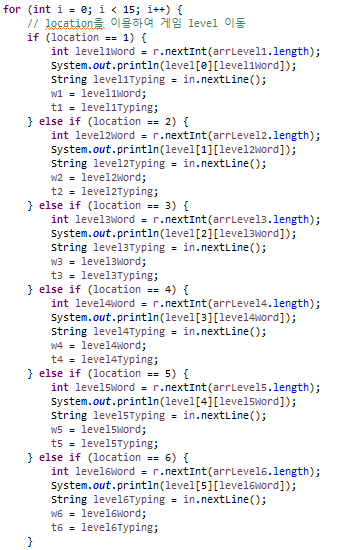 for (int i = 0; i < 15; i++) {
    // location을 이용하여 게임 level 이동
    if (location == 1) {
        int level1Word = r.nextInt(arrLevel1.length);
        System.out.println(level[0][level1Word]);
        String level1Typing = in.nextLine();
        w1 = level1Word;
        t1 = level1Typing;
    } else if (location == 2) {
        int level2Word = r.nextInt(arrLevel2.length);
        System.out.println(level[1][level2Word]);
        String level2Typing = in.nextLine();
        w2 = level2Word;
        t2 = level2Typing;
    } else if (location == 3) {
        int level3Word = r.nextInt(arrLevel3.length);
        System.out.println(level[2][level3Word]);
        String level3Typing = in.nextLine();
        w3 = level3Word;
        t3 = level3Typing;
    } else if (location == 4) {
        int level4Word = r.nextInt(arrLevel4.length);
        System.out.println(level[3][level4Word]);
        String level4Typing = in.nextLine();
        w4 = level4Word;
        t4 = level4Typing;
    } else if (location == 5) {
        int level5Word = r.nextInt(arrLevel5.length);
        System.out.println(level[4][level5Word]);
        String level5Typing = in.nextLine();
        w5 = level5Word;
        t5 = level5Typing;
    } else if (location == 6) {
        int level6Word = r.nextInt(arrLevel6.length);
        System.out.println(level[5][level6Word]);
        String level6Typing = in.nextLine();
        w6 = level6Word;
        t6 = level6Typing;
    }